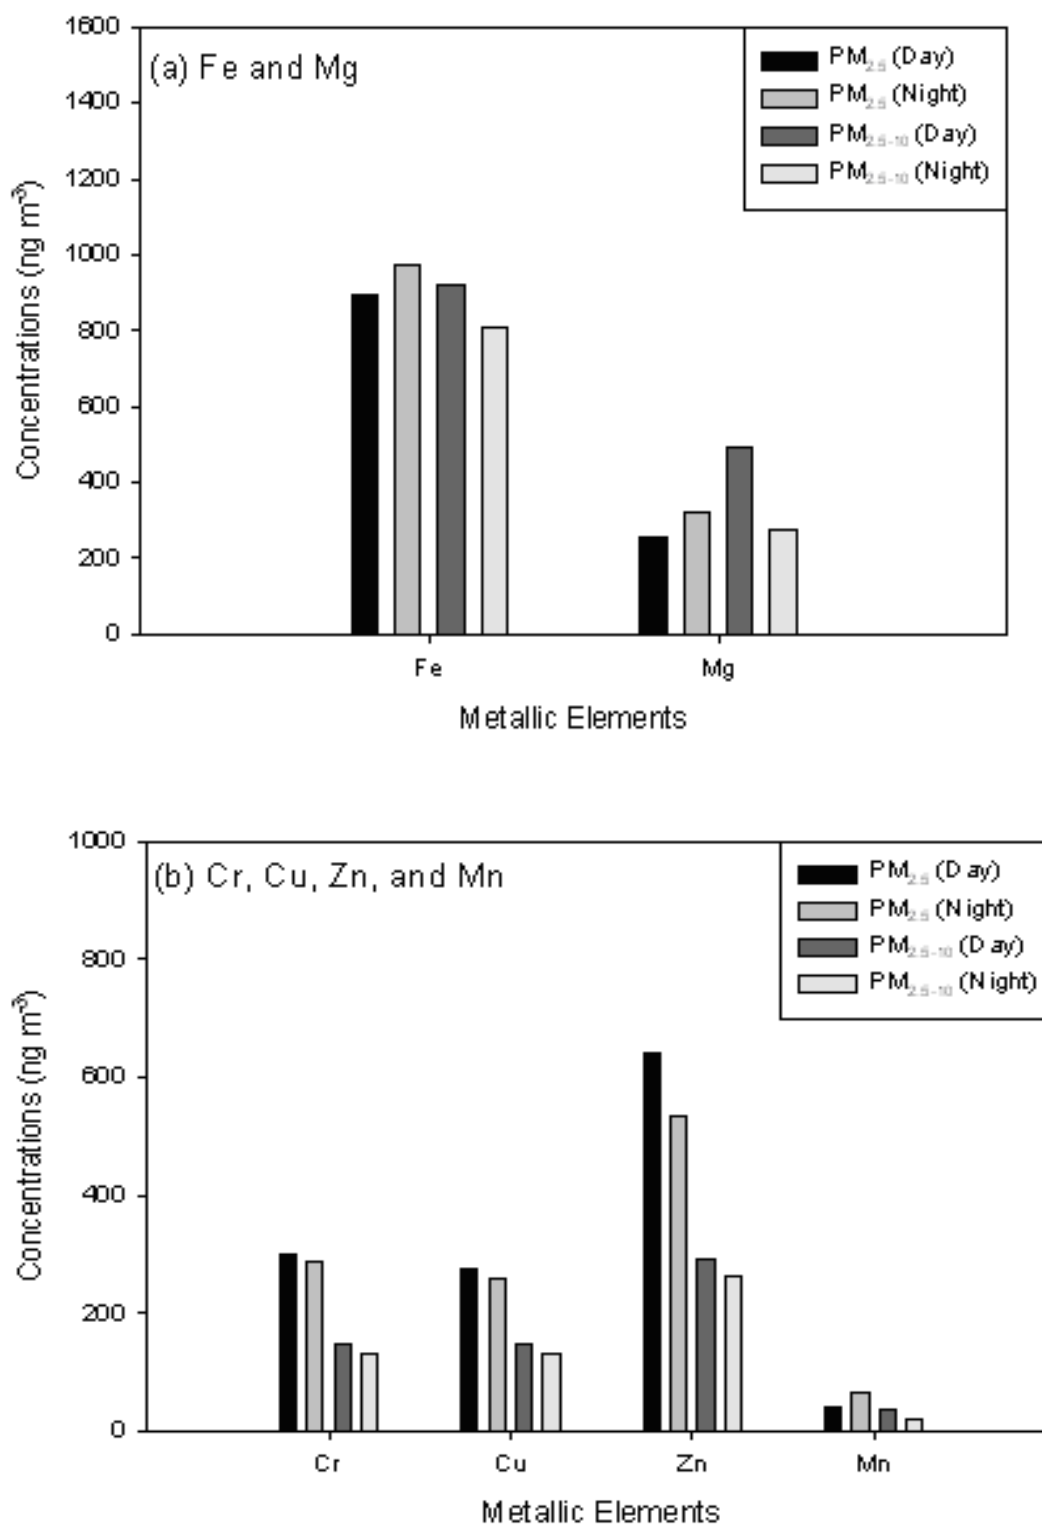 (a) Fe and Mg
PM2.5 (Day)
PM2.5 (Night)
PM2.5-10 (Day)
PM2.5-10 (Night)
Concentrations (ng m-3)
1600
1400
1200
1000
800
600
400
200
0
Fe Mg
Metallic Elements
(b) Cr, Cu, Zn, and Mn
PM2.5 (Day)
PM2.5 (Night)
PM2.5-10 (Day)
PM2.5-10 (Night)
Concentrations (ng m-3)
1000
800
600
400
200
0
Cr Cu Zn Mn
Metallic Elements